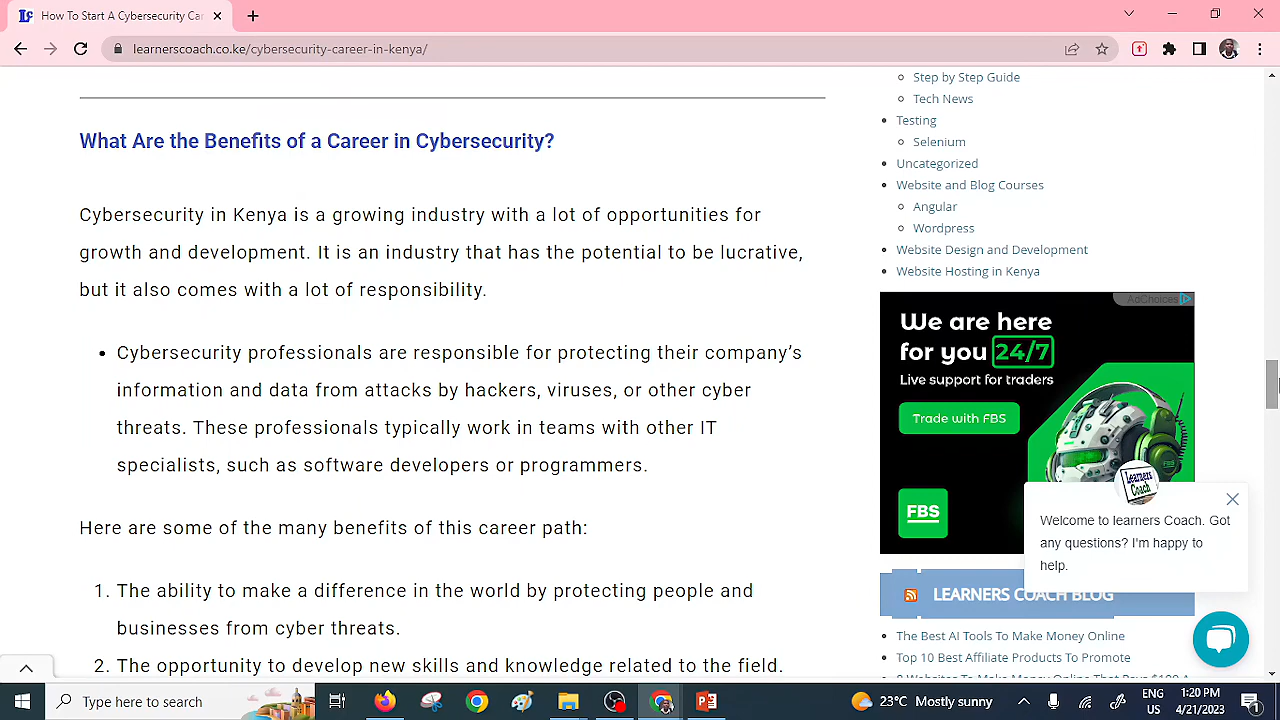 How To Start A Cybersecurity Car
learnerscoach.co.ke/cybersecurity-career-in-kenya/
What Are the Benefits of a Career in Cybersecurity?
Cybersecurity in Kenya is a growing industry with a lot of opportunities for
growth and development. It is an industry that has the potential to be lucrative,
but it also comes with a lot of responsibility.
Cybersecurity professionals are responsible for protecting their company's
information and data from attacks by hackers, viruses, or other cyber
threats. These professionals typically work in teams with other IT
specialists, such as software developers or programmers.
Here are some of the many benefits of this career path:
1. The ability to make a difference in the world by protecting people and
businesses from cyber threats.
2. The opportunity to develop new skills and knowledge related to the field.
Step by Step Guide
Tech News
Testing
Selenium
Uncategorized
Website and Blog Courses
Angular
Wordpress
Website Design and Development
Website Hosting in Kenya
AdChoices
We are here
for you 24/7
Live support for traders
Trade with FBS
FBS
FBS
Learners
Coach
Welcome to learners Coach. Got
any questions? I'm happy to
help.
LEARNERS COACH BLOG
The Best AI Tools To Make Money Online
Top 10 Best Affiliate Products To Promote
Type here to search
23°C Mostly sunny
ENG
US
1:20 PM
4/21/2023